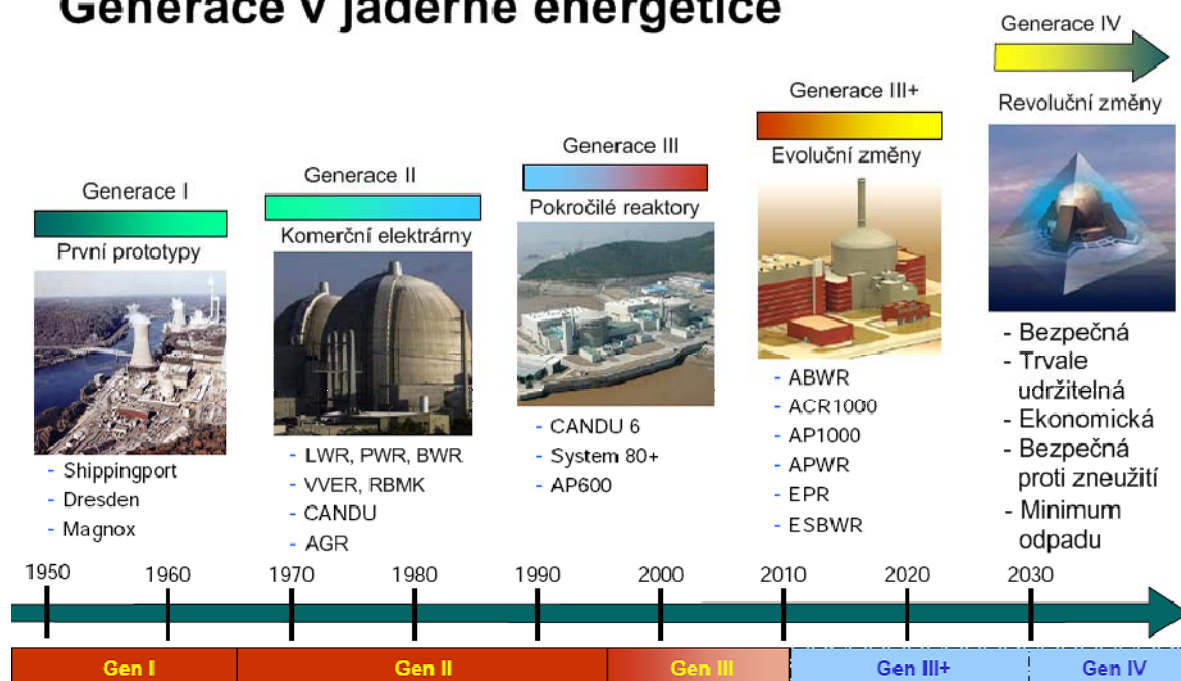 Generace v jaderné energetice
Generace I
První prototypy
- Shippingport
- Dresden
- Magnox
Generace II
Komerční elektrárny
- LWR, PWR, BWR
- VVER, RBMK
- CANDU
- AGR
Generace III
Pokročilé reaktory
- CANDU 6
- System 80+
- AP600
Generace III+
Evoluční změny
- ABWR
- ACR1000
- AP1000
- APWR
- EPR
- ESBWR
Generace IV
Revoluční změny
- Bezpečná
- Trvale
udržitelná
- Ekonomická
- Bezpečná
proti zneužití
- Minimum
odpadu
1950 1960 1970 1980 1990 2000 2010 2020 2030
Gen I Gen II Gen III Gen III+ Gen IV